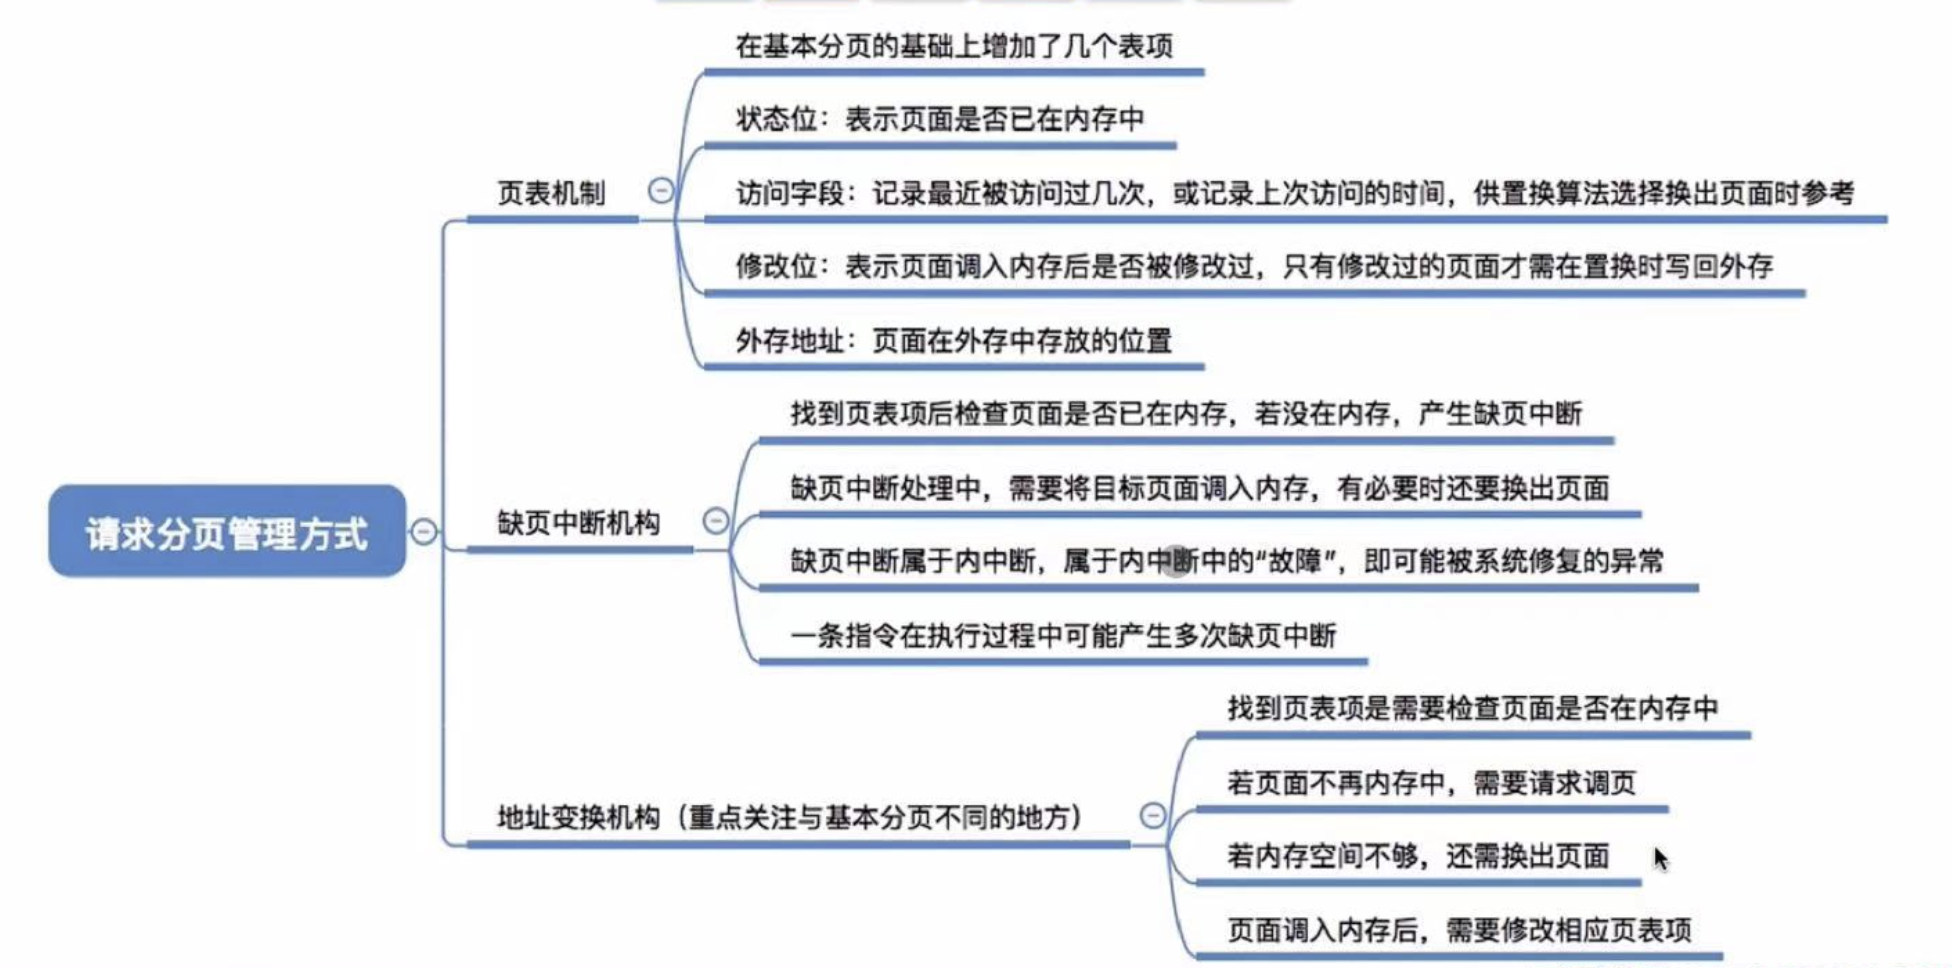 在基本分页的基础上增加了几个表项
状态位：表示页面是否已在内存中
页表机制
访问字段：记录最近被访问过几次，或记录上次访问的时间，供置换算法选择换出页面时参考
修改位：表示页面调入内存后是否被修改过，只有修改过的页面才需在置换时写回外存
外存地址：页面在外存中存放的位置
找到页表项后检查页面是否已在内存，若没在内存，产生缺页中断
缺页中断处理中，需要将目标页面调入内存，有必要时还要换出页面
请求分页管理方式
缺页中断机构
缺页中断属于内中断，属于内中断中的“故障”，即可能被系统修复的异常
一条指令在执行过程中可能产生多次缺页中断
找到页表项是需要检查页面是否在内存中
若页面不再内存中，需要请求调页
地址变换机构（重点关注与基本分页不同的地方）
若内存空间不够，还需换出页面
页面调入内存后，需要修改相应页表项